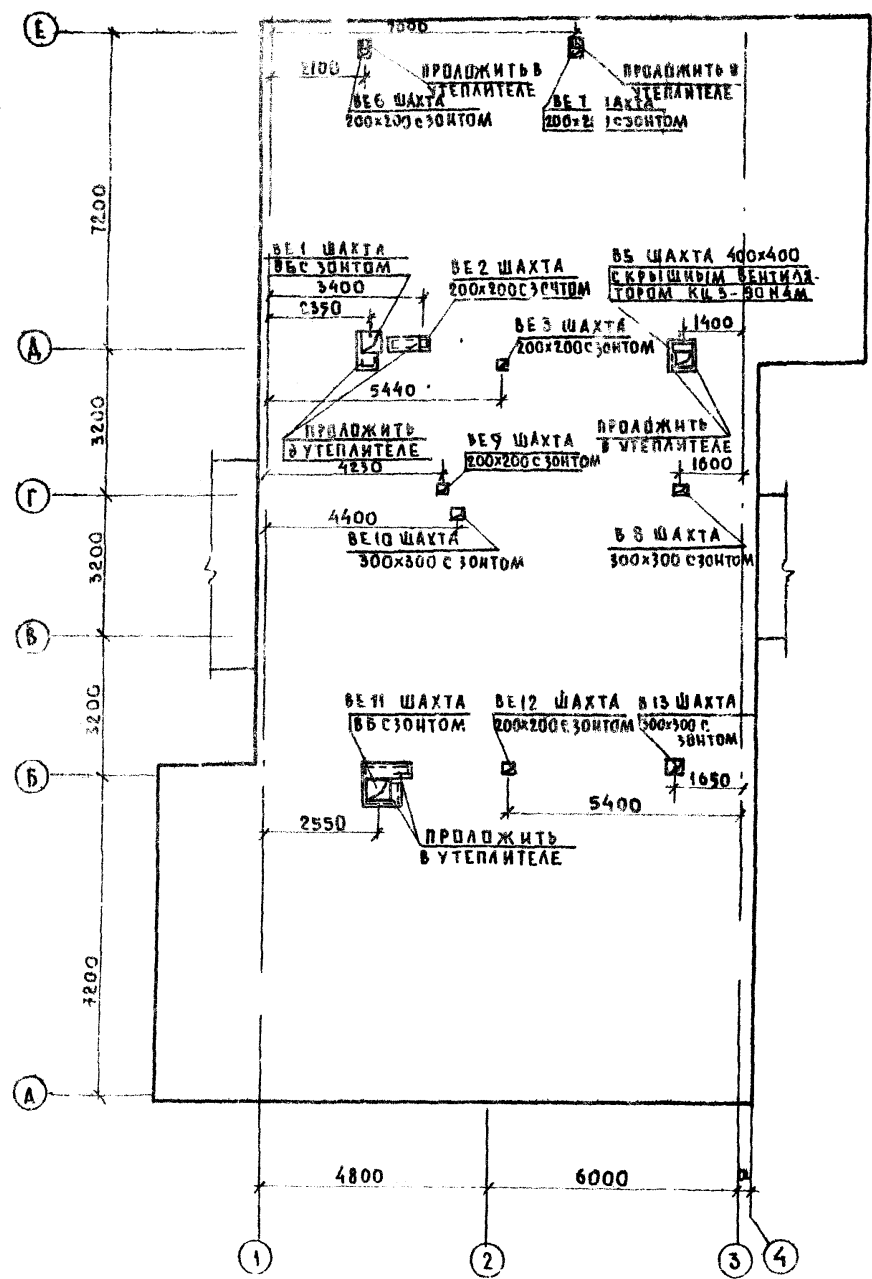 Е
7000
2100
ПРОЛОЖИТЬ В
УТЕПЛИТЕЛЕ
ПРОЛОЖИТЬ В
УТЕПЛИТЕЛЕ
ВЕ6 ШАХТА
200х200 с ЗОНТОМ
ВЕ7 ШАХТА
с ЗОНТОМ
7200
ВЕ1 ШАХТА
ВБ С ЗОНТОМ
3400
2350
ВЕ2 ШАХТА
200х200 С ЗОНТОМ
В5 ШАХТА 400х400
С КРЫШНЫМ ВЕНТИЛЯ-
ТОРОМ КЦ3-90N4М
1400
ВЕ3 ШАХТА
200х200 С ЗОНТОМ
Д
5440
3200
ПРОЛОЖИТЬ
В УТЕПЛИТЕЛЕ
4230
ВЕ9 ШАХТА
200х200 С ЗОНТОМ
ПРОЛОЖИТЬ
В УТЕПЛИТЕЛЕ
1600
Г
4400
ВЕ10 ШАХТА
300х300 С ЗОНТОМ
В8 ШАХТА
300х300 С ЗОНТОМ
3200
В
3200
ВЕ11 ШАХТА
ВБ С ЗОНТОМ
ВЕ12 ШАХТА
200х200 С ЗОНТОМ
В13 ШАХТА
300х300 С
ЗОНТОМ
Б
1650
5400
2550
ПРОЛОЖИТЬ
В УТЕПЛИТЕЛЕ
7200
А
4800
6000
1
2
3
4